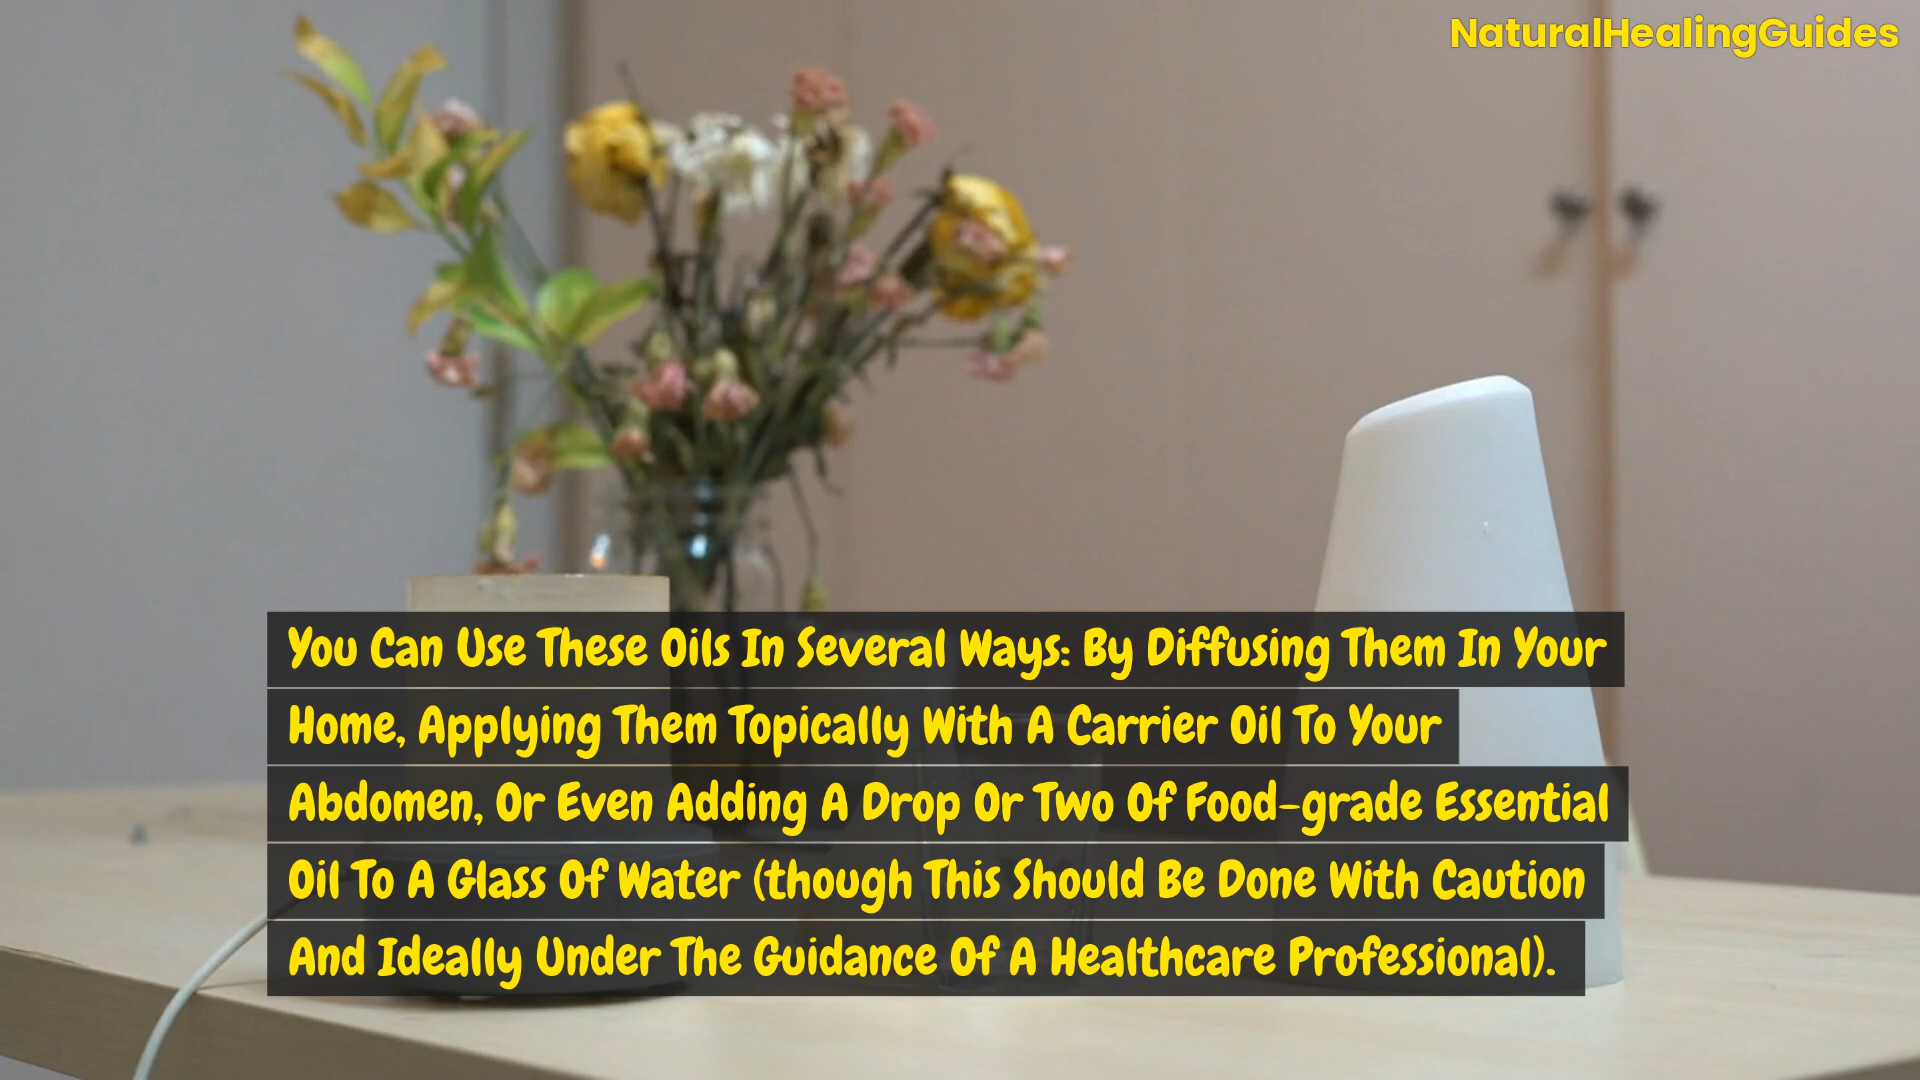 NaturalHealingGuides
You Can Use These Oils In Several Ways: By Diffusing Them In Your
Home, Applying Them Topically With A Carrier Oil To Your
Abdomen, Or Even Adding A Drop Or Two Of Food-grade Essential
Oil To A Glass Of Water (though This Should Be Done With Caution
And Ideally Under The Guidance Of A Healthcare Professional).